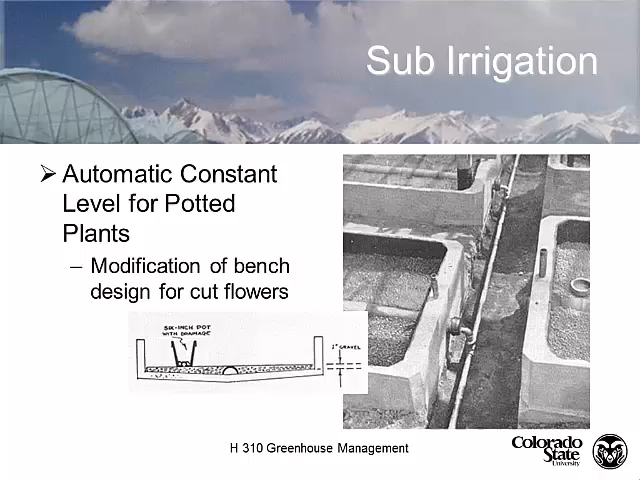 Sub Irrigation
➢ Automatic Constant
Level for Potted
Plants
– Modification of bench
design for cut flowers
SIX-INCH POT
WITH DRAINAGE
1" GRAVEL
H 310 Greenhouse Management
Colorado
State
University